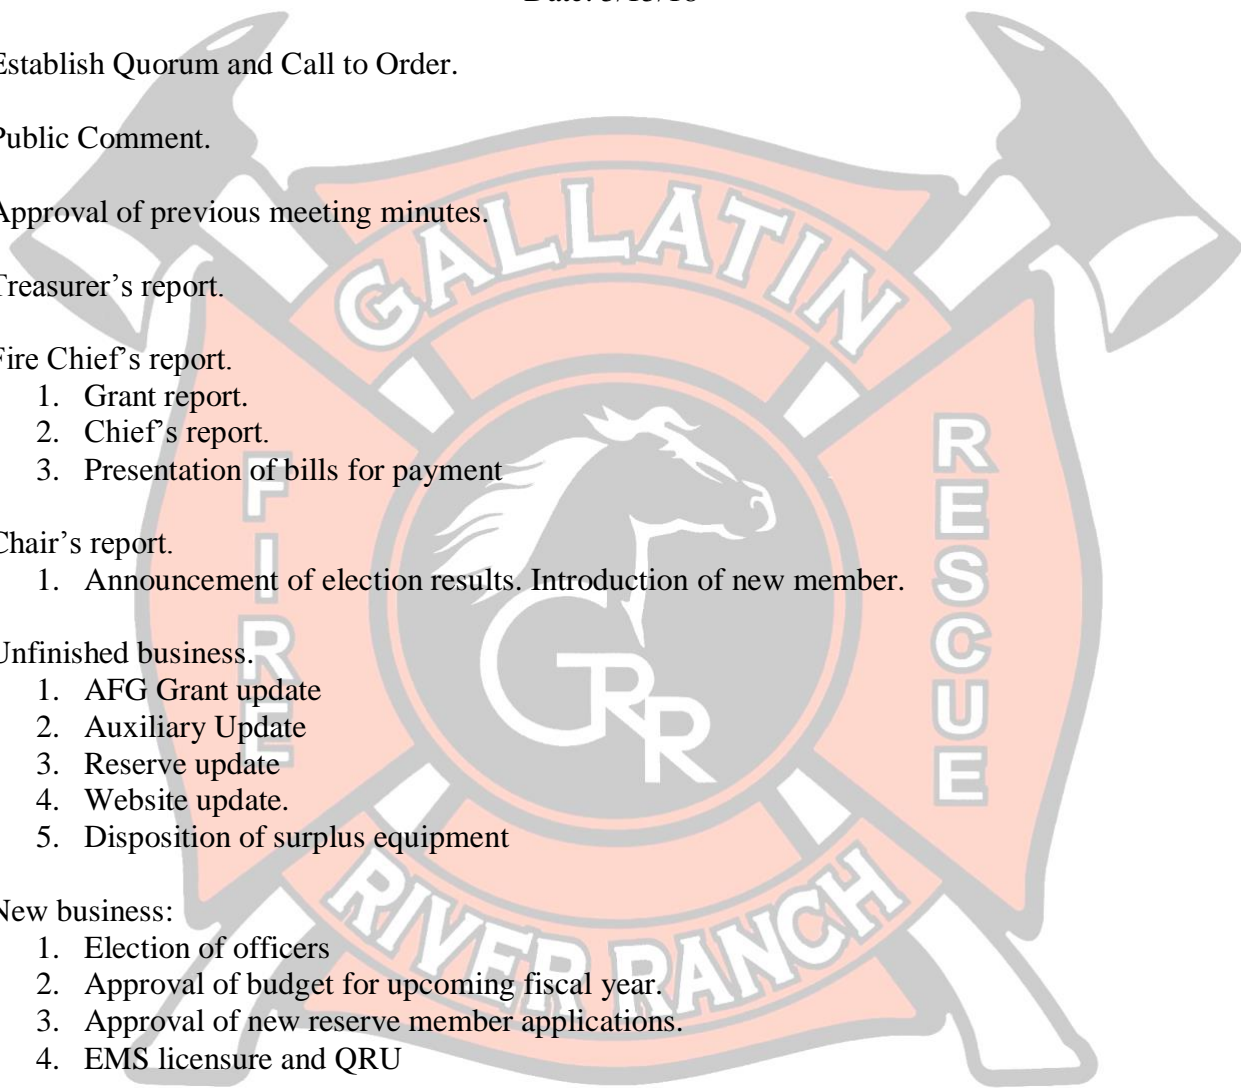 Date:
Establish Quorum and Call to Order.
Public Comment.
Approval of previous meeting minutes.
Treasurer’s report.
Fire Chief’s report.
1. Grant report.
2. Chief’s report.
3. Presentation of bills for payment
Chair’s report.
1. Announcement of election results. Introduction of new member.
Unfinished business.
1. AFG Grant update
2. Auxiliary Update
3. Reserve update
4. Website update.
5. Disposition of surplus equipment
New business:
1. Election of officers
2. Approval of budget for upcoming fiscal year.
3. Approval of new reserve member applications.
4. EMS licensure and QRU
GALLATIN
FIRE
RESCUE
GRR
RIVER RANCH